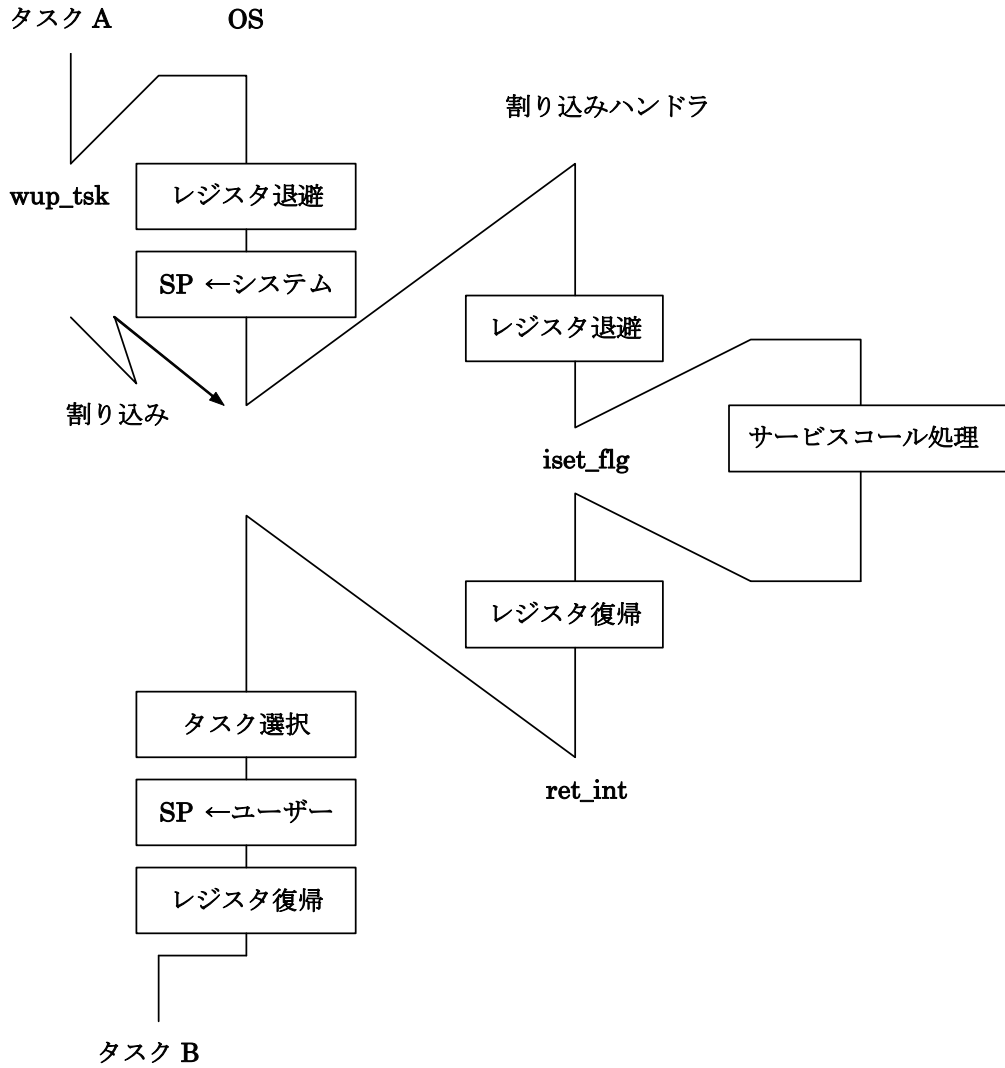 タスク A
OS
割り込みハンドラ
wup_tsk
レジスタ退避
SP ←システム
レジスタ退避
割り込み
サービスコール処理
iset_flg
レジスタ復帰
タスク選択
ret_int
SP ←ユーザー
レジスタ復帰
タスク B